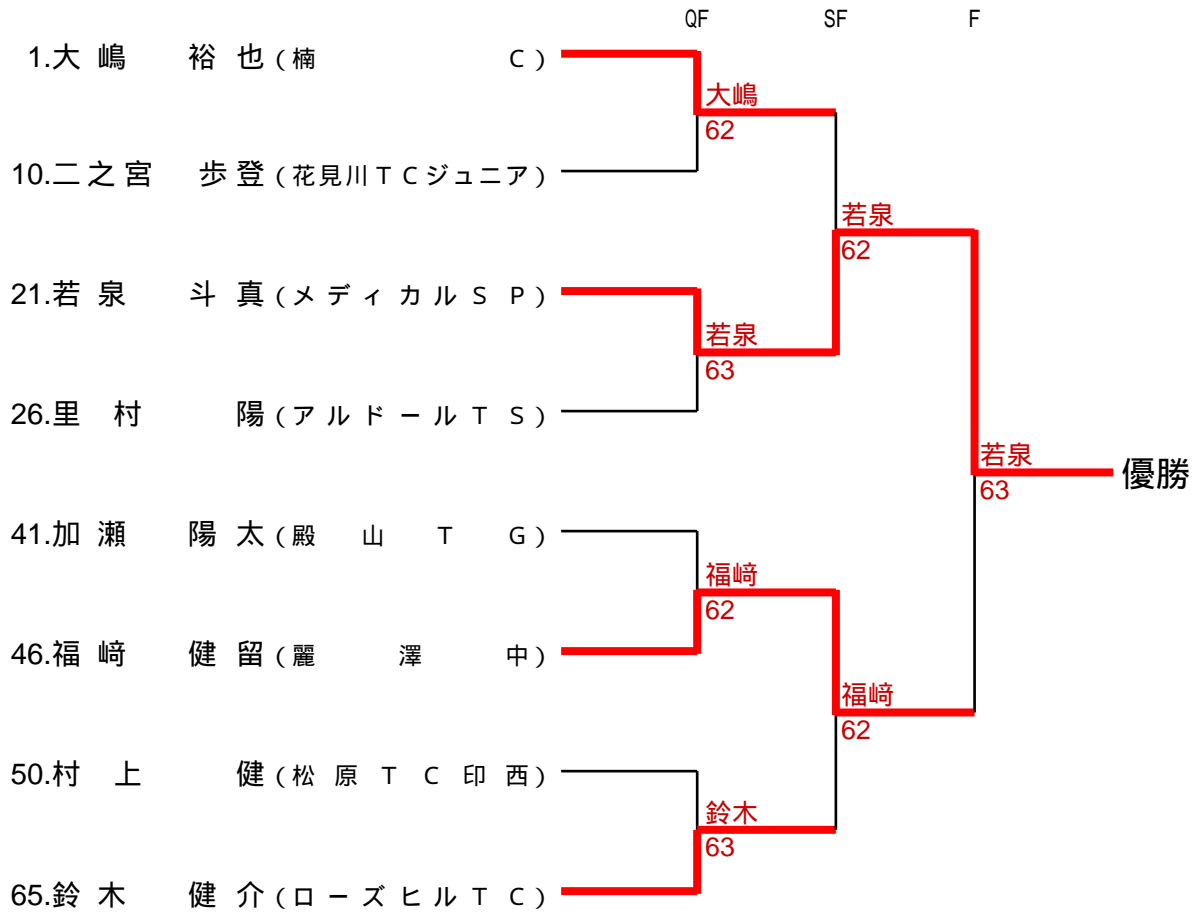 QF SF F
1.大嶋 裕也(楠 C)
大嶋
62
10.二之宮 歩登(花見川TCジュニア)
若泉
62
21.若泉 斗真(メディカルSP)
若泉
63
26.里村 陽(アルドールTS)
若泉
優勝
63
41.加瀬 陽太(殿山TG)
福﨑
62
46.福﨑 健留(麗澤中)
福﨑
62
50.村上 健(松原TC印西)
鈴木
63
65.鈴木 健介(ローズヒルTC)